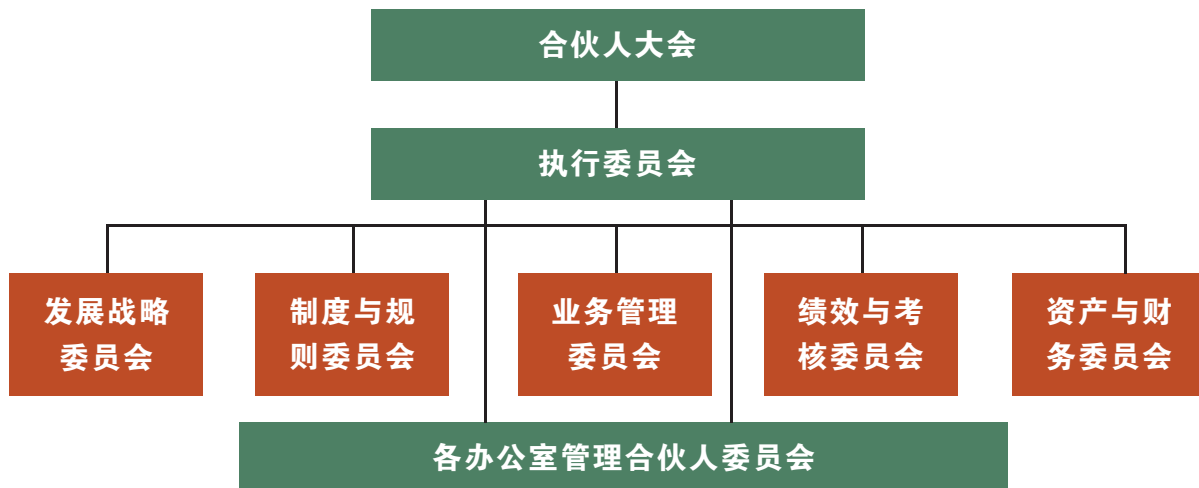 合伙人大会
执行委员会
发展战略
委员会
制度与规
则委员会
业务管理
委员会
绩效与考
核委员会
资产与财
务委员会
各办公室管理合伙人委员会